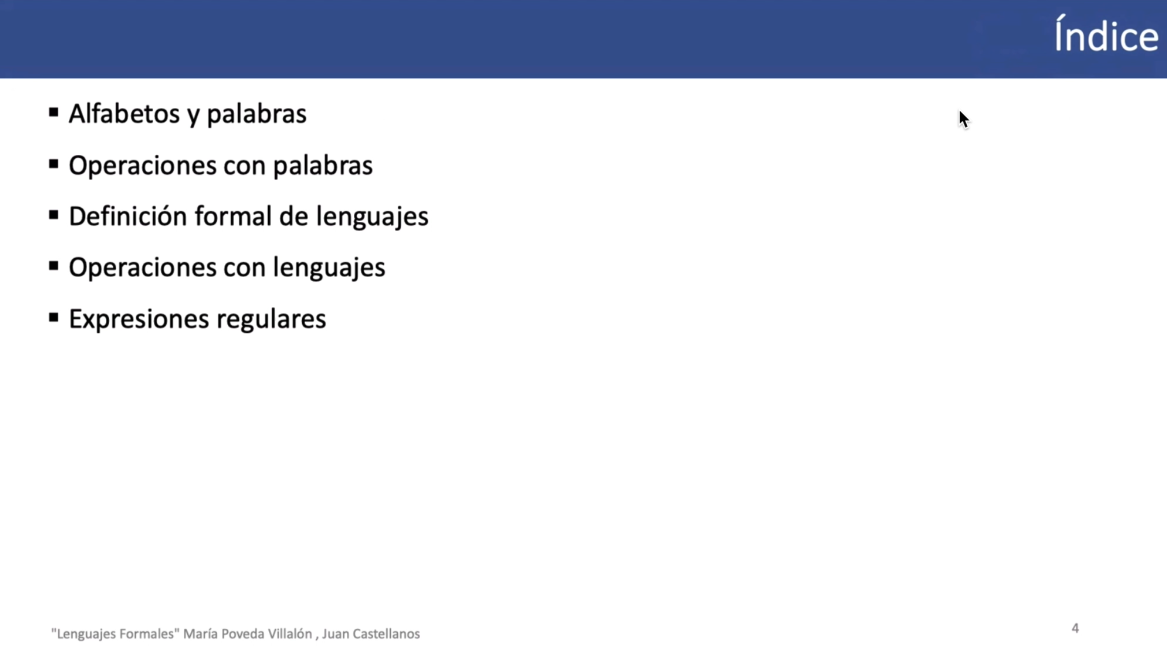 Índice
▪ Alfabetos y palabras
▪ Operaciones con palabras
▪ Definición formal de lenguajes
▪ Operaciones con lenguajes
▪ Expresiones regulares
"Lenguajes Formales" María Poveda Villalón , Juan Castellanos
4